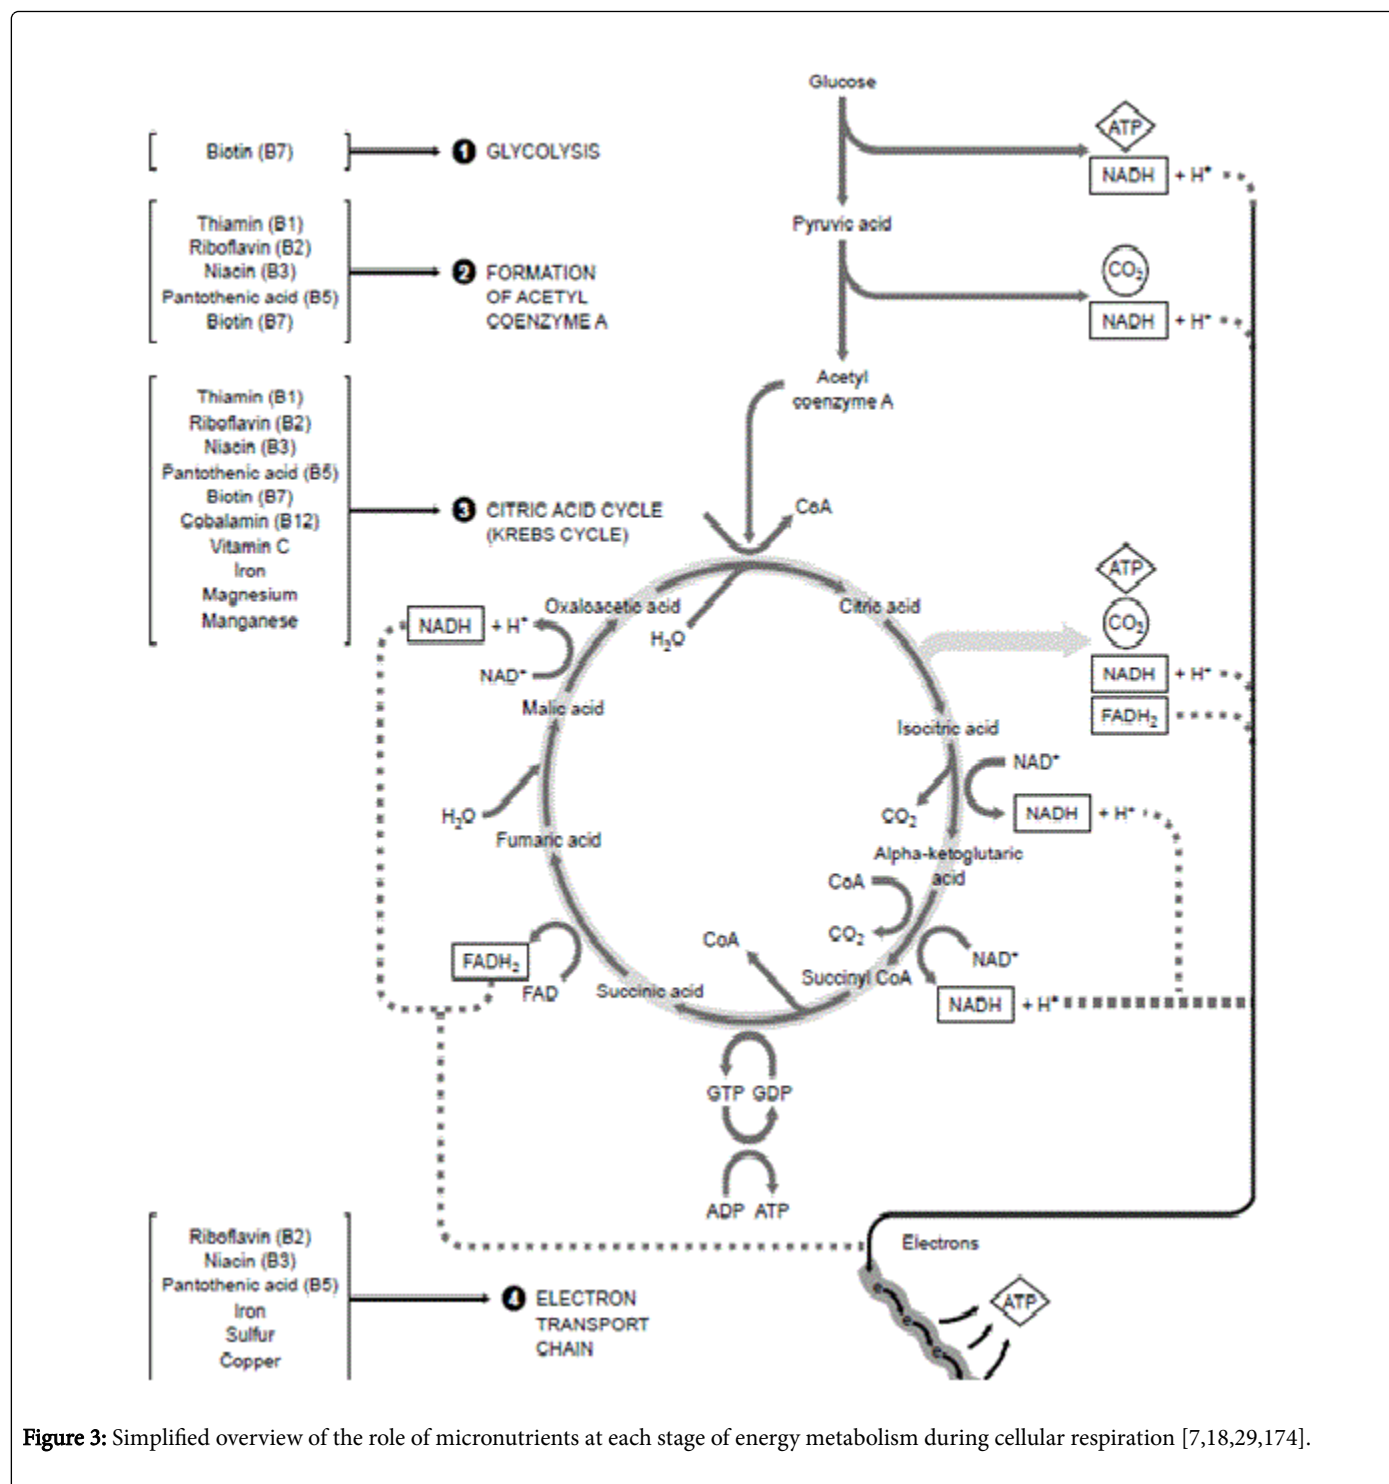 Glucose
ATP
Biotin (B7)
1 GLYCOLYSIS
NADH + H+
Thiamin (B1)
Riboflavin (B2)
Niacin (B3)
Pantothenic acid (B5)
Biotin (B7)
2 FORMATION
OF ACETYL
COENZYME A
Pyruvic acid
CO2
NADH + H+
Acetyl
coenzyme A
Thiamin (B1)
Riboflavin (B2)
Niacin (B3)
Pantothenic acid (B5)
Biotin (B7)
Cobalamin (B12)
Vitamin C
Iron
Magnesium
Manganese
3 CITRIC ACID CYCLE
(KREBS CYCLE)
CoA
ATP
CO2
NADH + H+
FADH2
Oxaloacetic acid
Citric acid
H2O
NADH + H+
NAD+
Malic acid
Isocitric acid
NAD+
CO2
NADH + H+
H2O
Fumaric acid
Alpha-ketoglutaric
acid
CoA
CO2
CoA
NAD+
FADH2
FAD
Succinic acid
Succinyl CoA
NADH + H+
GTP GDP
ADP ATP
Riboflavin (B2)
Niacin (B3)
Pantothenic acid (B5)
Iron
Sulfur
Copper
4 ELECTRON
TRANSPORT
CHAIN
Electrons
e
e
e
ATP
Figure 3: Simplified overview of the role of micronutrients at each stage of energy metabolism during cellular respiration [7,18,29,174].